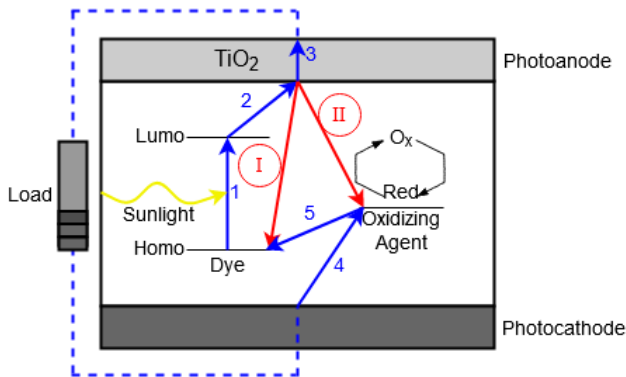 TiO₂
3
Photoanode
2
II
Lumo
Oₓ
I
Load
1
Red
Sunlight
5
Oxidizing
Agent
Homo
Dye
4
Photocathode